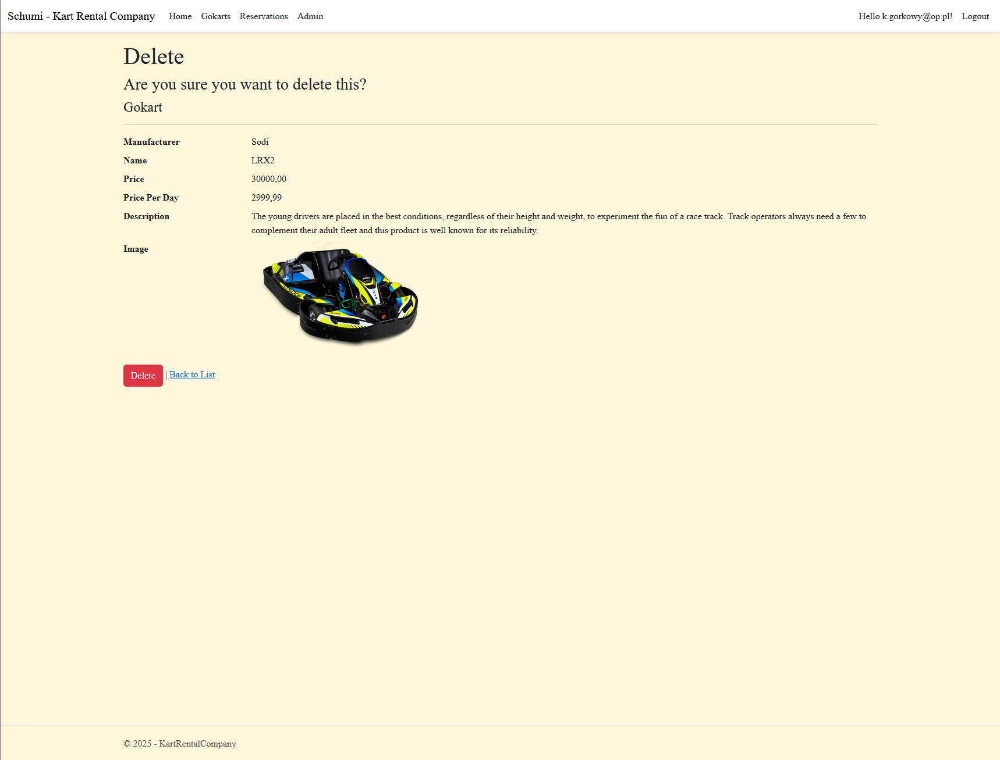 Schumi - Kart Rental Company Home Gokarts Reservations Admin Hello k.gorkowy@op.pl! Logout
Delete
Are you sure you want to delete this?
Gokart
Manufacturer Sodi
Name LRX2
Price 30000,00
Price Per Day 2999,99
Description The young drivers are placed in the best conditions, regardless of their height and weight, to experiment the fun of a race track. Track operators always need a few to
complement their adult fleet and this product is well known for its reliability.
Image
SODI
Delete | Back to List
© 2025 - KartRentalCompany